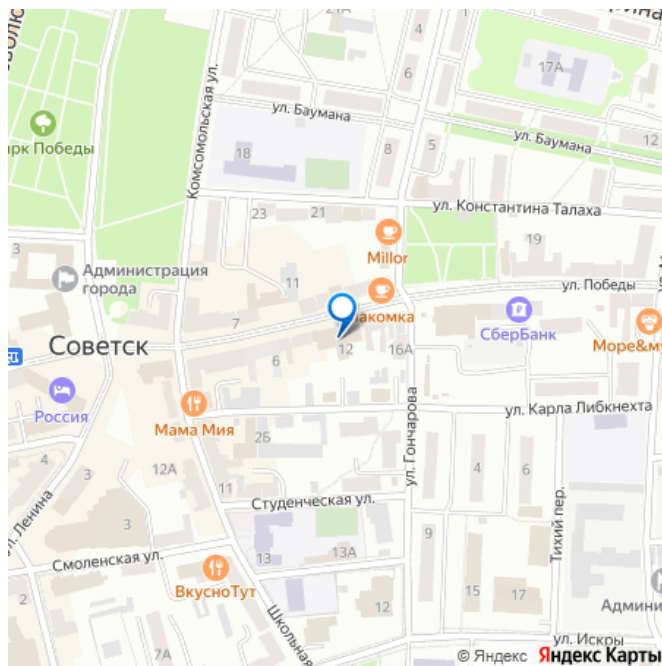 21А
4
17А
6
ул. Баумана
ул. Баумана
12
Комсомольская ул.
18
8
5
арк Победы
ул. Константина Талаха
23
21
3
Millor
19
Администрация
города
11
ул. Победы
акомка
7
СберБанк
Море&му
Советск
6
12
16А
Россия
Мама Мия
ул. Карла Либкнехта
ул. Гончарова
2Б
4
3
12А
11
4
6
Студенческая ул.
ул. Ленина
3
Тихий пер.
9
Смоленская ул.
13
13А
ВкусноТут
15
17
Админи
2
12
Школьная
7А
ул. Искры
© Яндекс Яндекс Карты